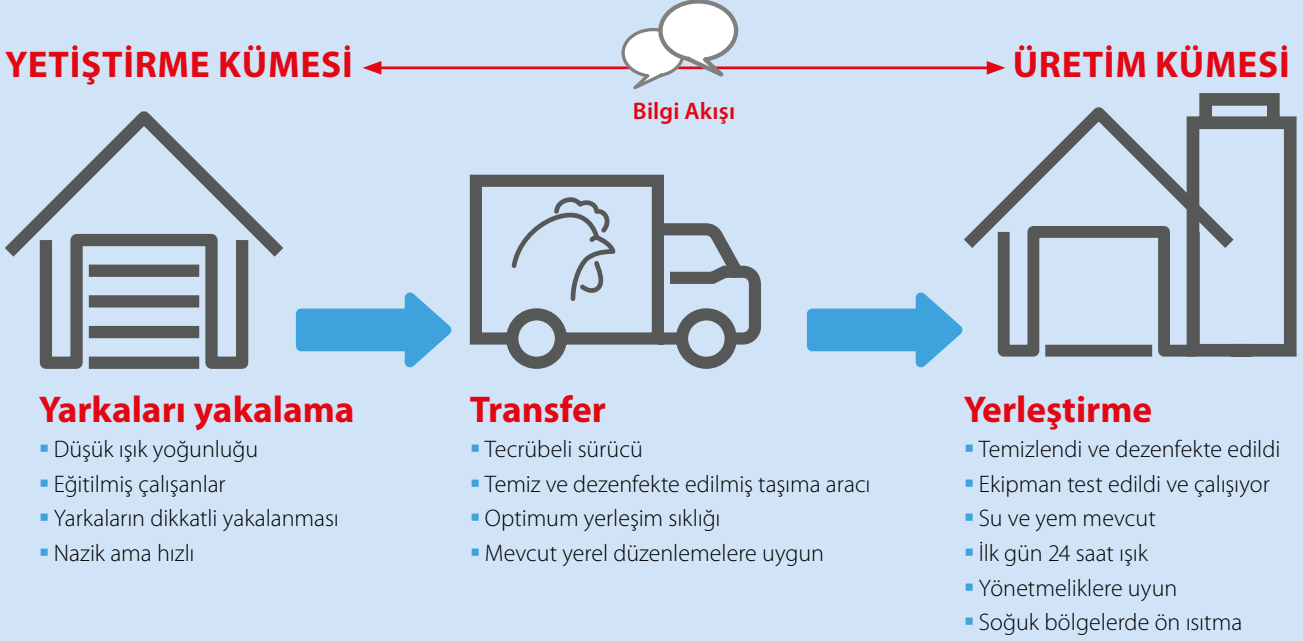 YETİŞTİRME KÜMESİ
Bilgi Akışı
ÜRETİM KÜMESİ
Yarkaları yakalama
▪ Düşük ışık yoğunluğu
▪ Eğitilmiş çalışanlar
▪ Yarkaların dikkatli yakalanması
▪ Nazik ama hızlı
Transfer
▪ Tecrübeli sürücü
▪ Temiz ve dezenfekte edilmiş taşıma aracı
▪ Optimum yerleşim sıklığı
▪ Mevcut yerel düzenlemelere uygun
Yerleştirme
▪ Temizlendi ve dezenfekte edildi
▪ Ekipman test edildi ve çalışıyor
▪ Su ve yem mevcut
▪ İlk gün 24 saat ışık
▪ Yönetmeliklere uyun
▪ Soğuk bölgelerde ön ısıtma